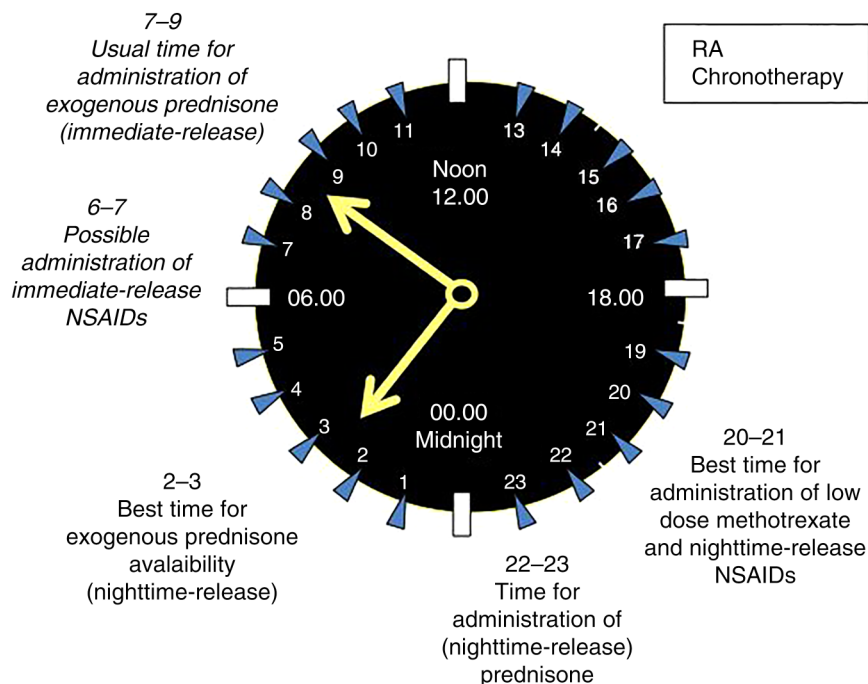 7–9
Usual time for
administration of
exogenous prednisone
(immediate-release)
RA
Chronotherapy
6–7
Possible
administration of
immediate-release
NSAIDs
11
13
10
14
9
15
8
16
7
17
Noon
12.00
06.00
18.00
5
19
4
20
3
21
2
22
1
23
00.00
Midnight
2–3
Best time for
exogenous prednisone
avalaibility
(nighttime-release)
22–23
Time for
administration of
(nighttime-release)
prednisone
20–21
Best time for
administration of low
dose methotrexate
and nighttime-release
NSAIDs